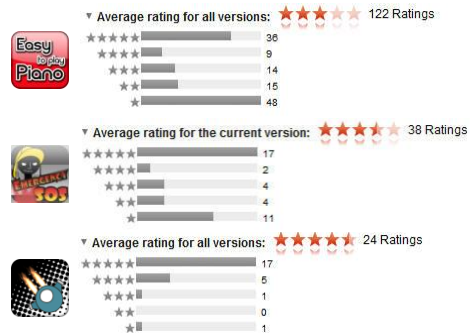 Average rating for all versions: 122 Ratings
Easy
to play
Piano
36
9
14
15
48
Average rating for the current version: 38 Ratings
EMERGENCY
SOS
17
2
4
4
11
Average rating for all versions: 24 Ratings
17
5
1
0
1